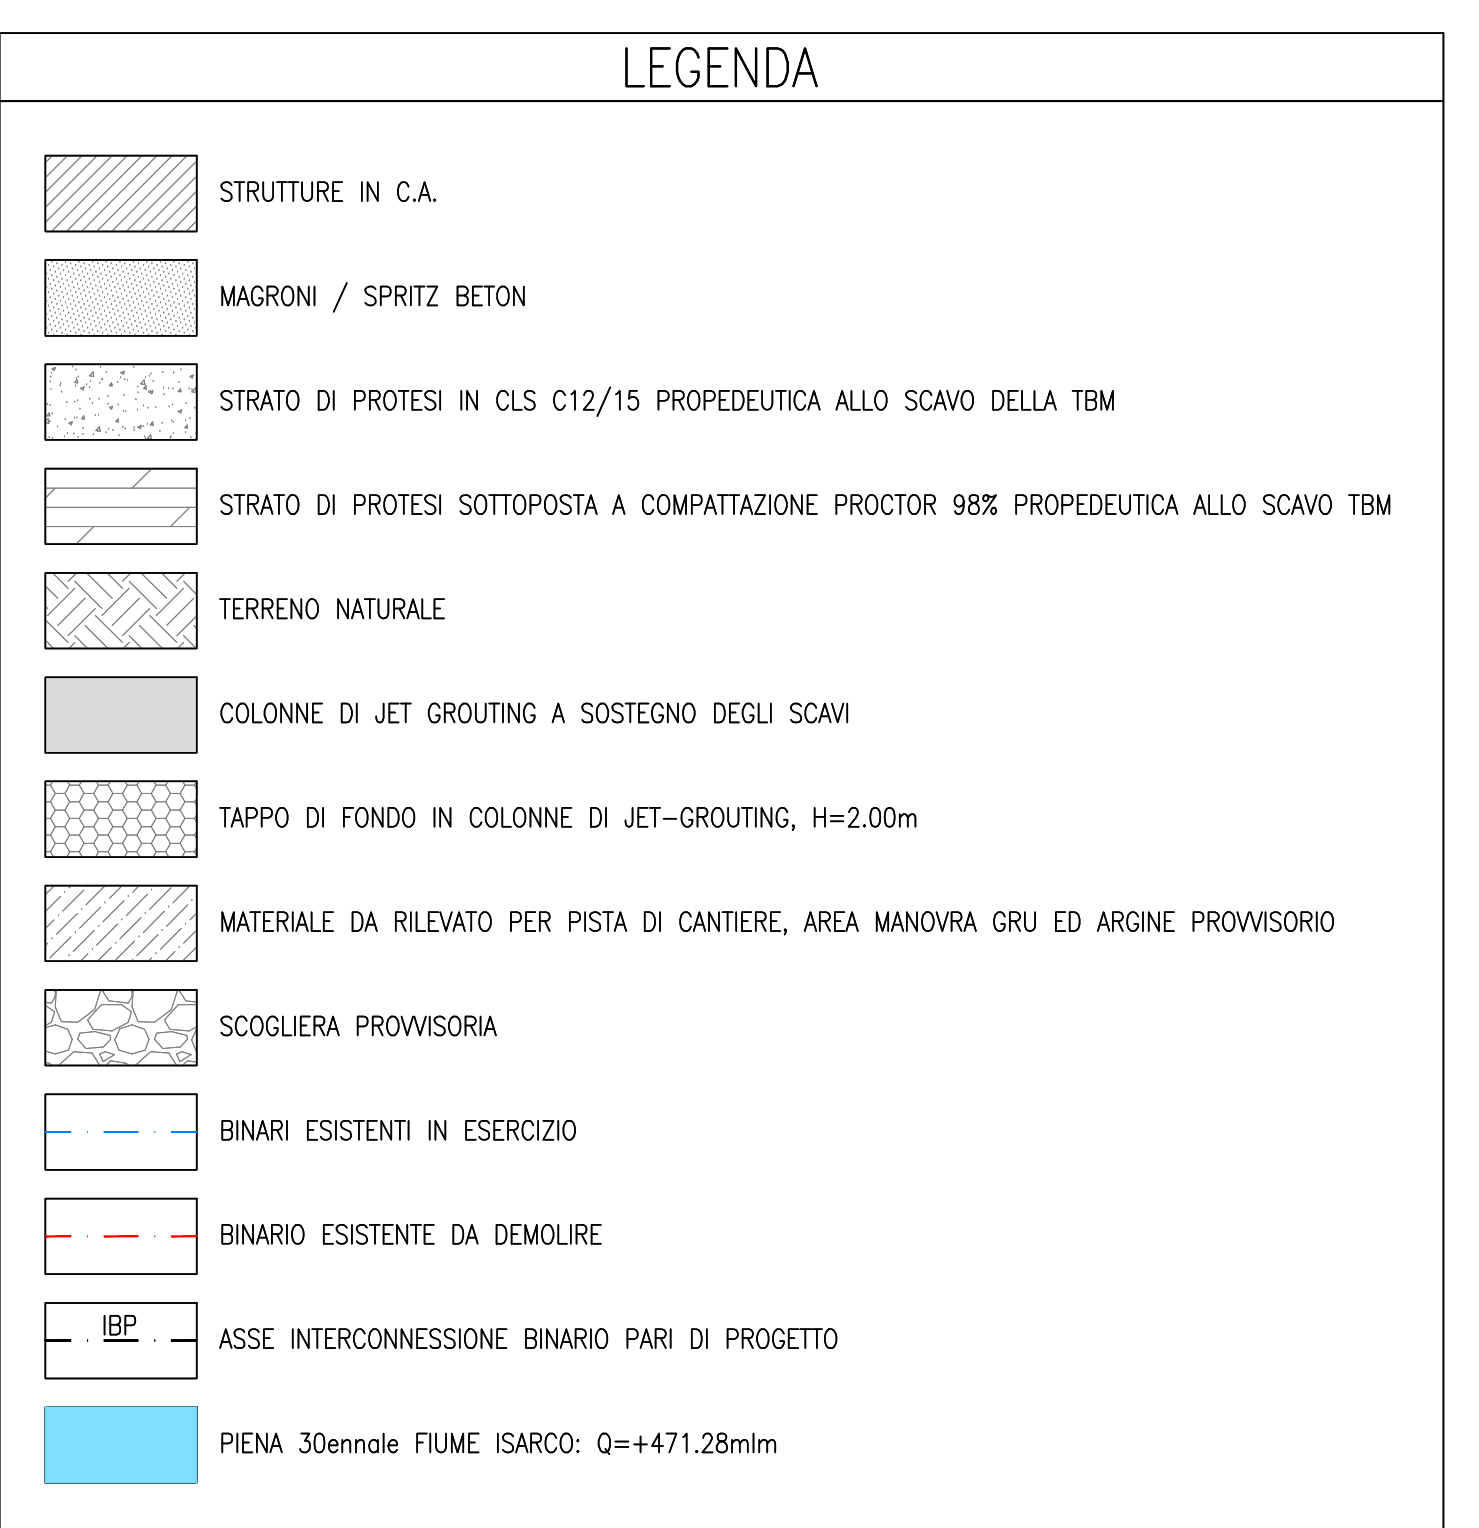 LEGENDA
STRUTTURE IN C.A.
MAGRONI / SPRITZ BETON
STRATO DI PROTESI IN CLS C12/15 PROPEDEUTICA ALLO SCAVO DELLA TBM
STRATO DI PROTESI SOTTOPOSTA A COMPATTAZIONE PROCTOR 98% PROPEDEUTICA ALLO SCAVO TBM
TERRENO NATURALE
COLONNE DI JET GROUTING A SOSTEGNO DEGLI SCAVI
TAPPO DI FONDO IN COLONNE DI JET-GROUTING, H=2.00m
MATERIALE DA RILEVATO PER PISTA DI CANTIERE, AREA MANOVRA GRU ED ARGINE PROVVISORIO
SCOGLIERA PROVVISORIA
BINARI ESISTENTI IN ESERCIZIO
BINARIO ESISTENTE DA DEMOLIRE
IBP ASSE INTERCONNESSIONE BINARIO PARI DI PROGETTO
PIENA 30ennale FIUME ISARCO: Q=+471.28mlm